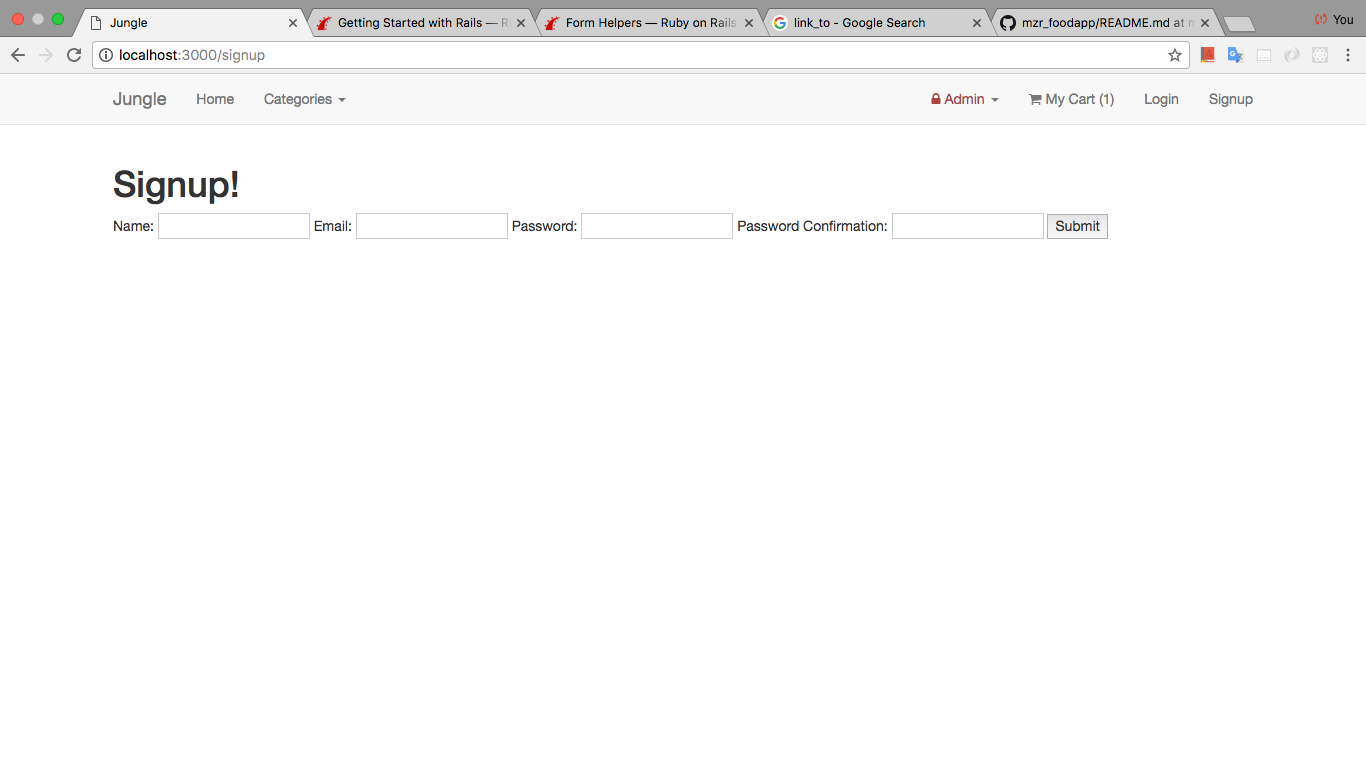 Jungle Getting Started with Rails — R Form Helpers — Ruby on Rails link_to - Google Search mzr_foodapp/README.md at You
localhost:3000/signup
Jungle Home Categories Admin My Cart (1) Login Signup
Signup!
Name: Email: Password: Password Confirmation: Submit